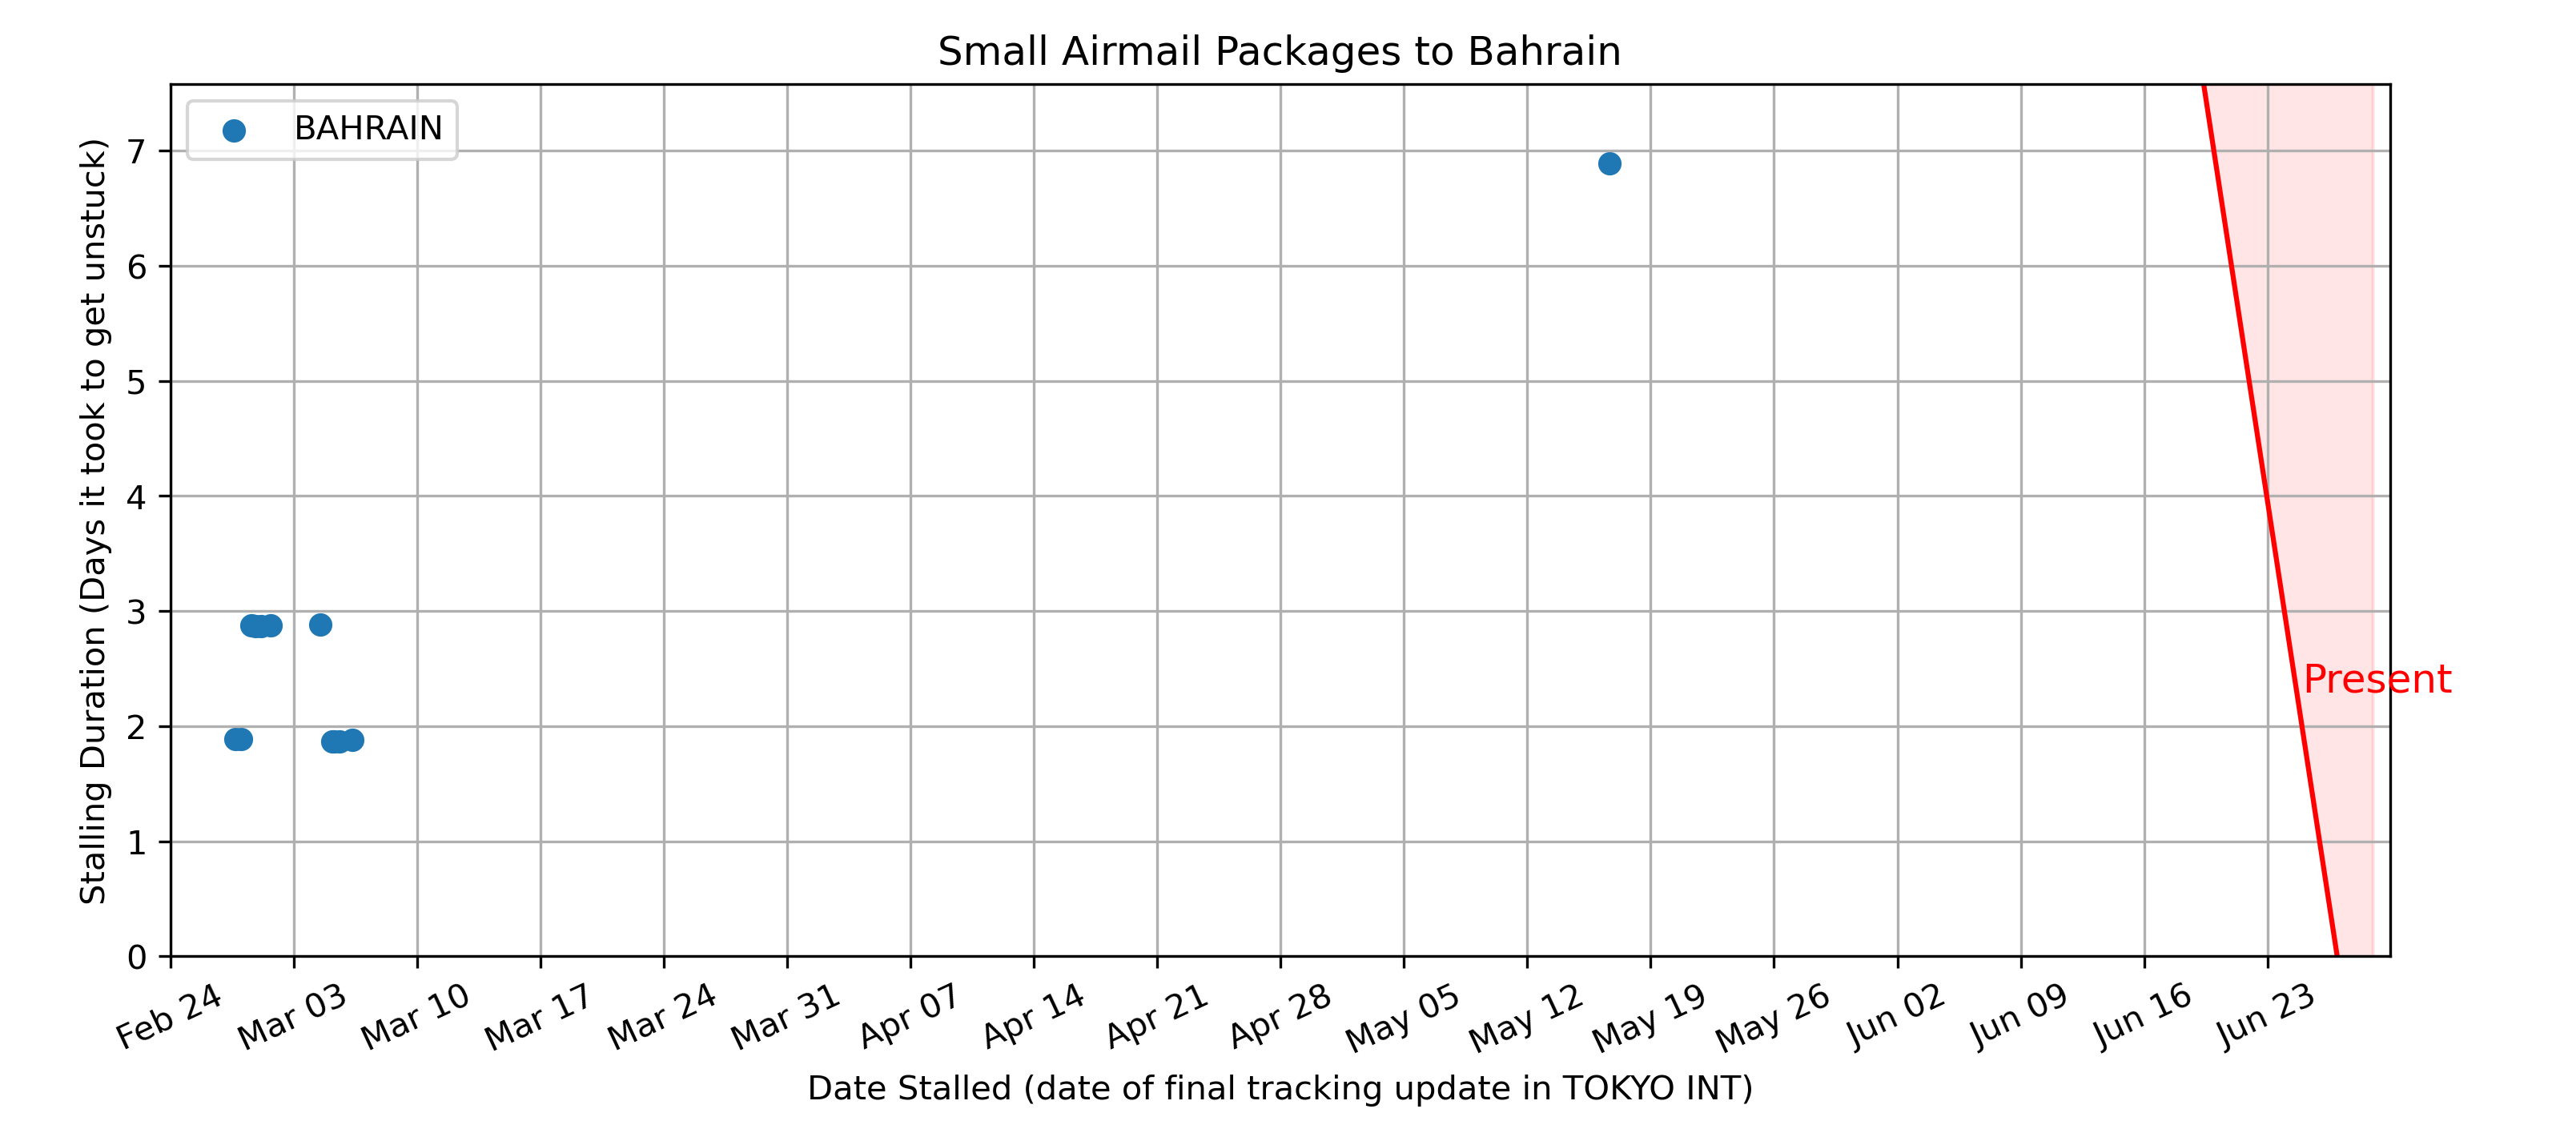 Small Airmail Packages to Bahrain
BAHRAIN
Stalling Duration (Days it took to get unstuck)
7
6
5
4
3
2
1
0
Present
Feb 24
Mar 03
Mar 10
Mar 17
Mar 24
Mar 31
Apr 07
Apr 14
Apr 21
Apr 28
May 05
May 12
May 19
May 26
Jun 02
Jun 09
Jun 16
Jun 23
Date Stalled (date of final tracking update in TOKYO INT)